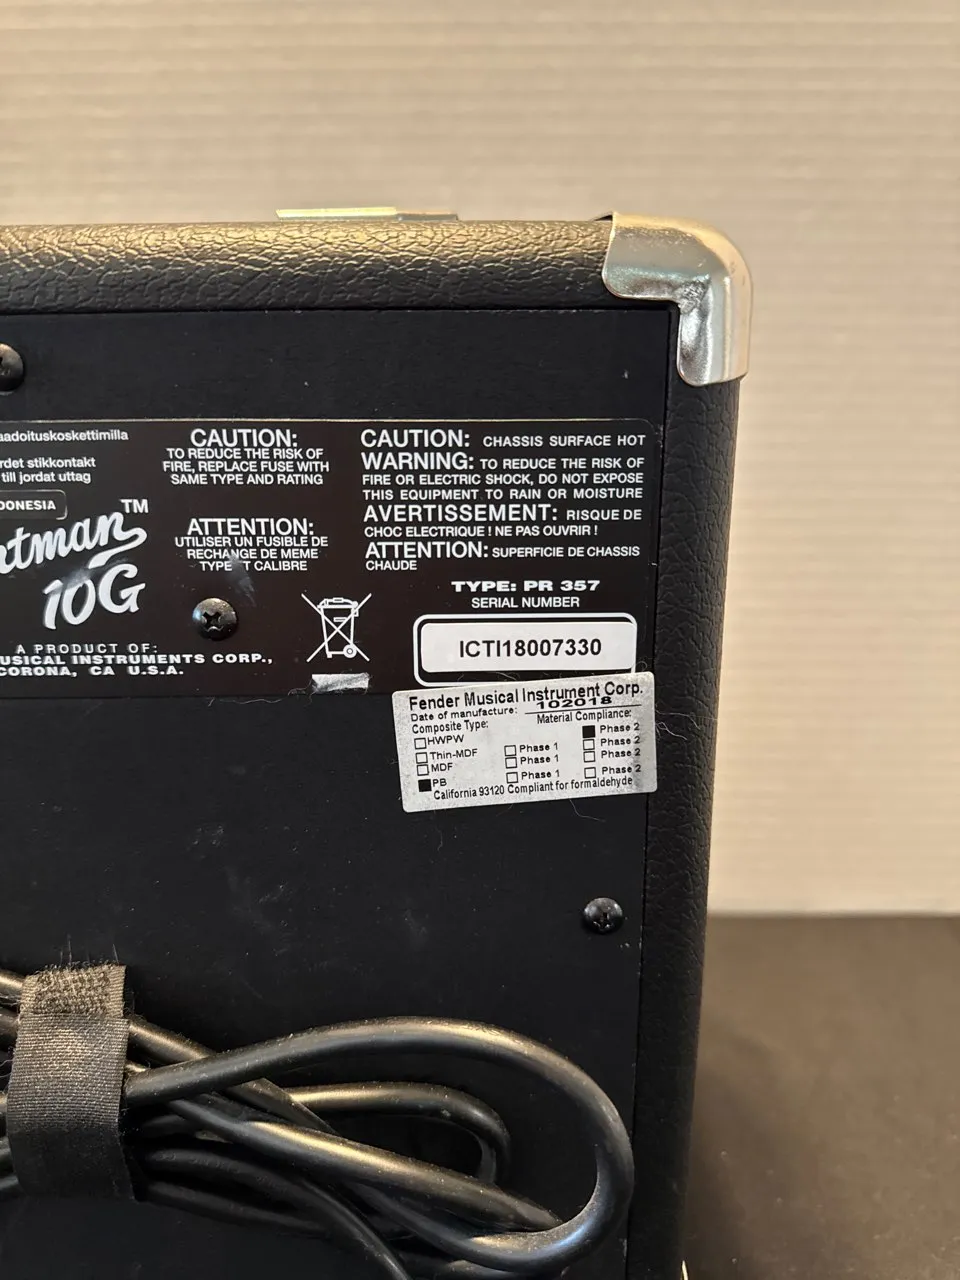 aadoituskoskettimilla
rdet stikkontakt
till jordat uttag
DONESIA
ntman™
10G
A PRODUCT OF:
USICAL INSTRUMENTS CORP.,
CORONA, CA U.S.A.
CAUTION:
TO REDUCE THE RISK OF
FIRE, REPLACE FUSE WITH
SAME TYPE AND RATING
ATTENTION:
UTILISER UN FUSIBLE DE
RECHANGE DE MEME
TYPE ET CALIBRE
CAUTION: CHASSIS SURFACE HOT
WARNING: TO REDUCE THE RISK OF
FIRE OR ELECTRIC SHOCK, DO NOT EXPOSE
THIS EQUIPMENT TO RAIN OR MOISTURE
AVERTISSEMENT: RISQUE DE
CHOC ELECTRIQUE ! NE PAS OUVRIR !
ATTENTION: SUPERFICIE DE CHASSIS
CHAUDE
TYPE: PR 357
SERIAL NUMBER
ICTI18007330
Fender Musical Instrument Corp.
Date of manufacture: 102018
Composite Type: Material Compliance:
HWPW Phase 2
Thin-MDF Phase 1 Phase 2
MDF Phase 1 Phase 2
PB Phase 1 Phase 2
California 93120 Compliant for formaldehyde